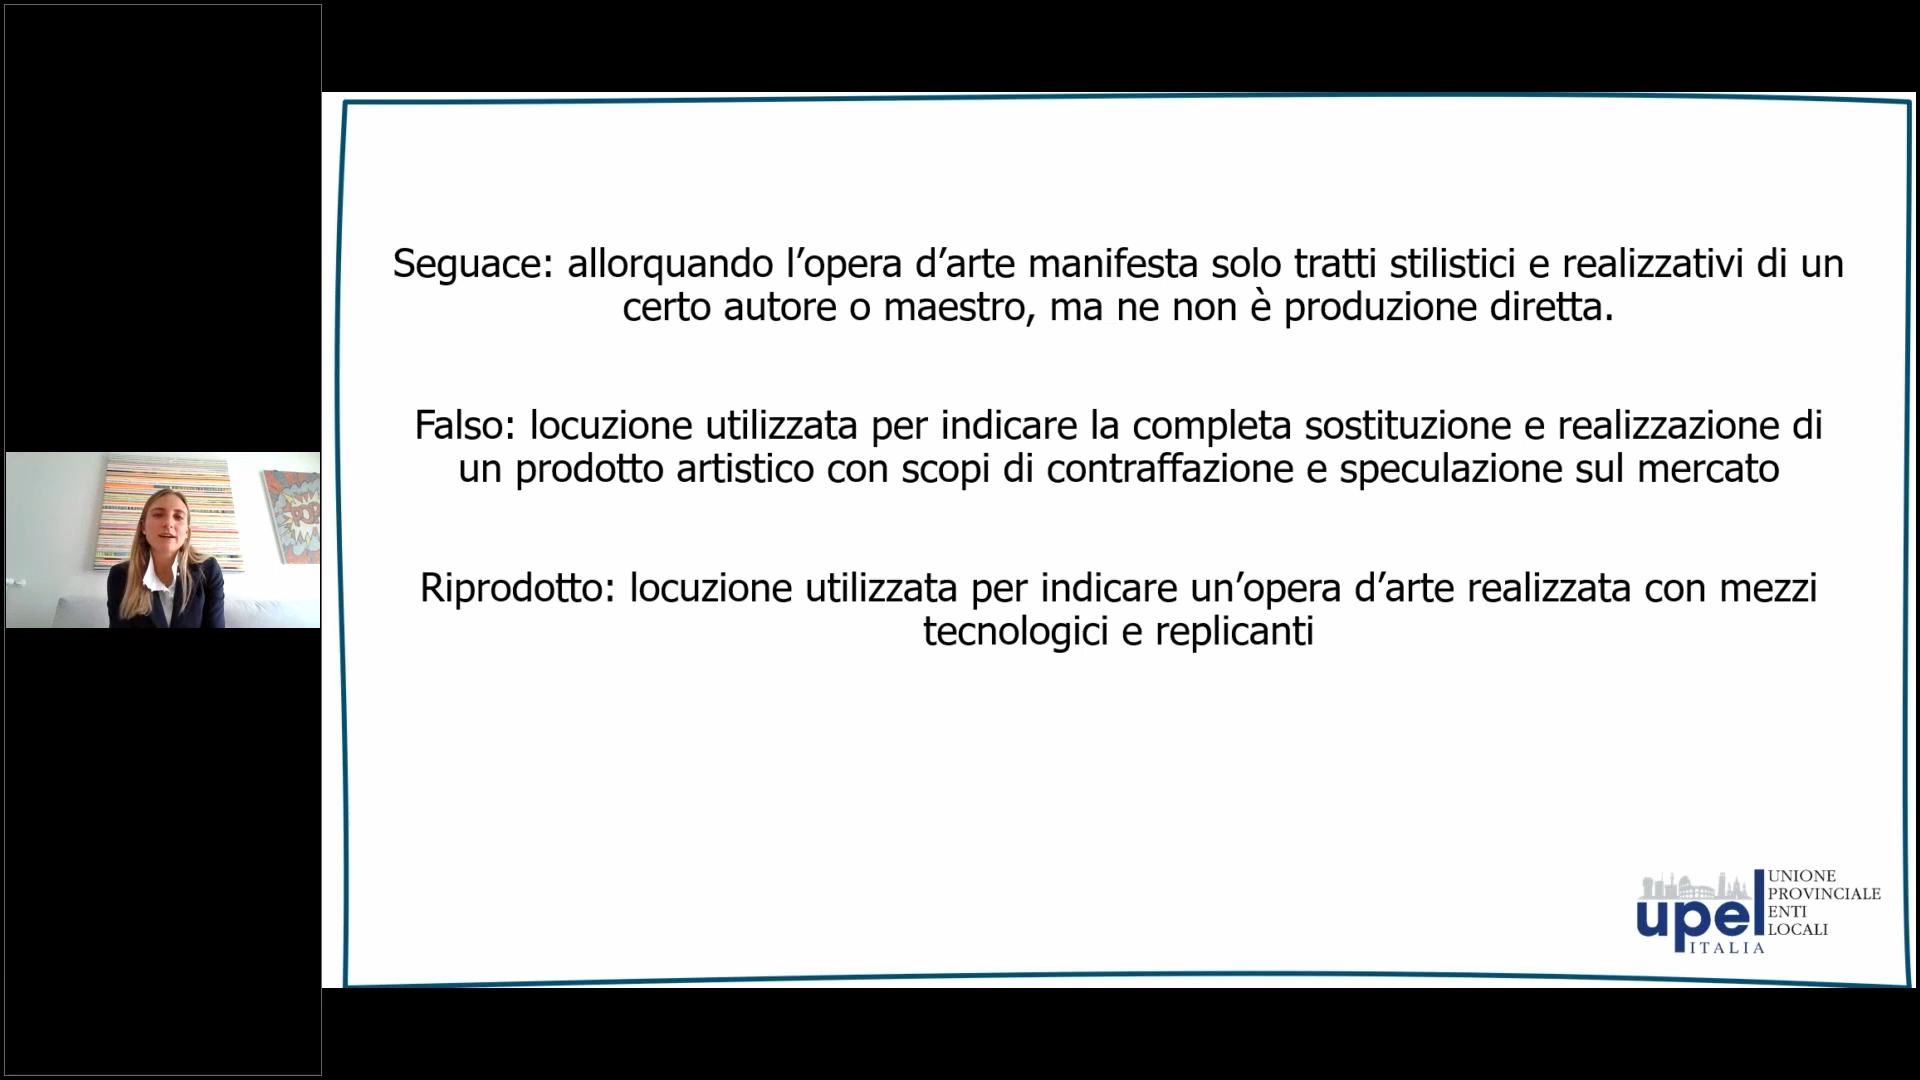 Seguace: allorquando l’opera d’arte manifesta solo tratti stilistici e realizzativi di un
certo autore o maestro, ma ne non è produzione diretta.
Falso: locuzione utilizzata per indicare la completa sostituzione e realizzazione di
un prodotto artistico con scopi di contraffazione e speculazione sul mercato
Riprodotto: locuzione utilizzata per indicare un’opera d’arte realizzata con mezzi
tecnologici e replicanti
POP
upel
ITALIA
UNIONE
PROVINCIALE
ENTI
LOCALI